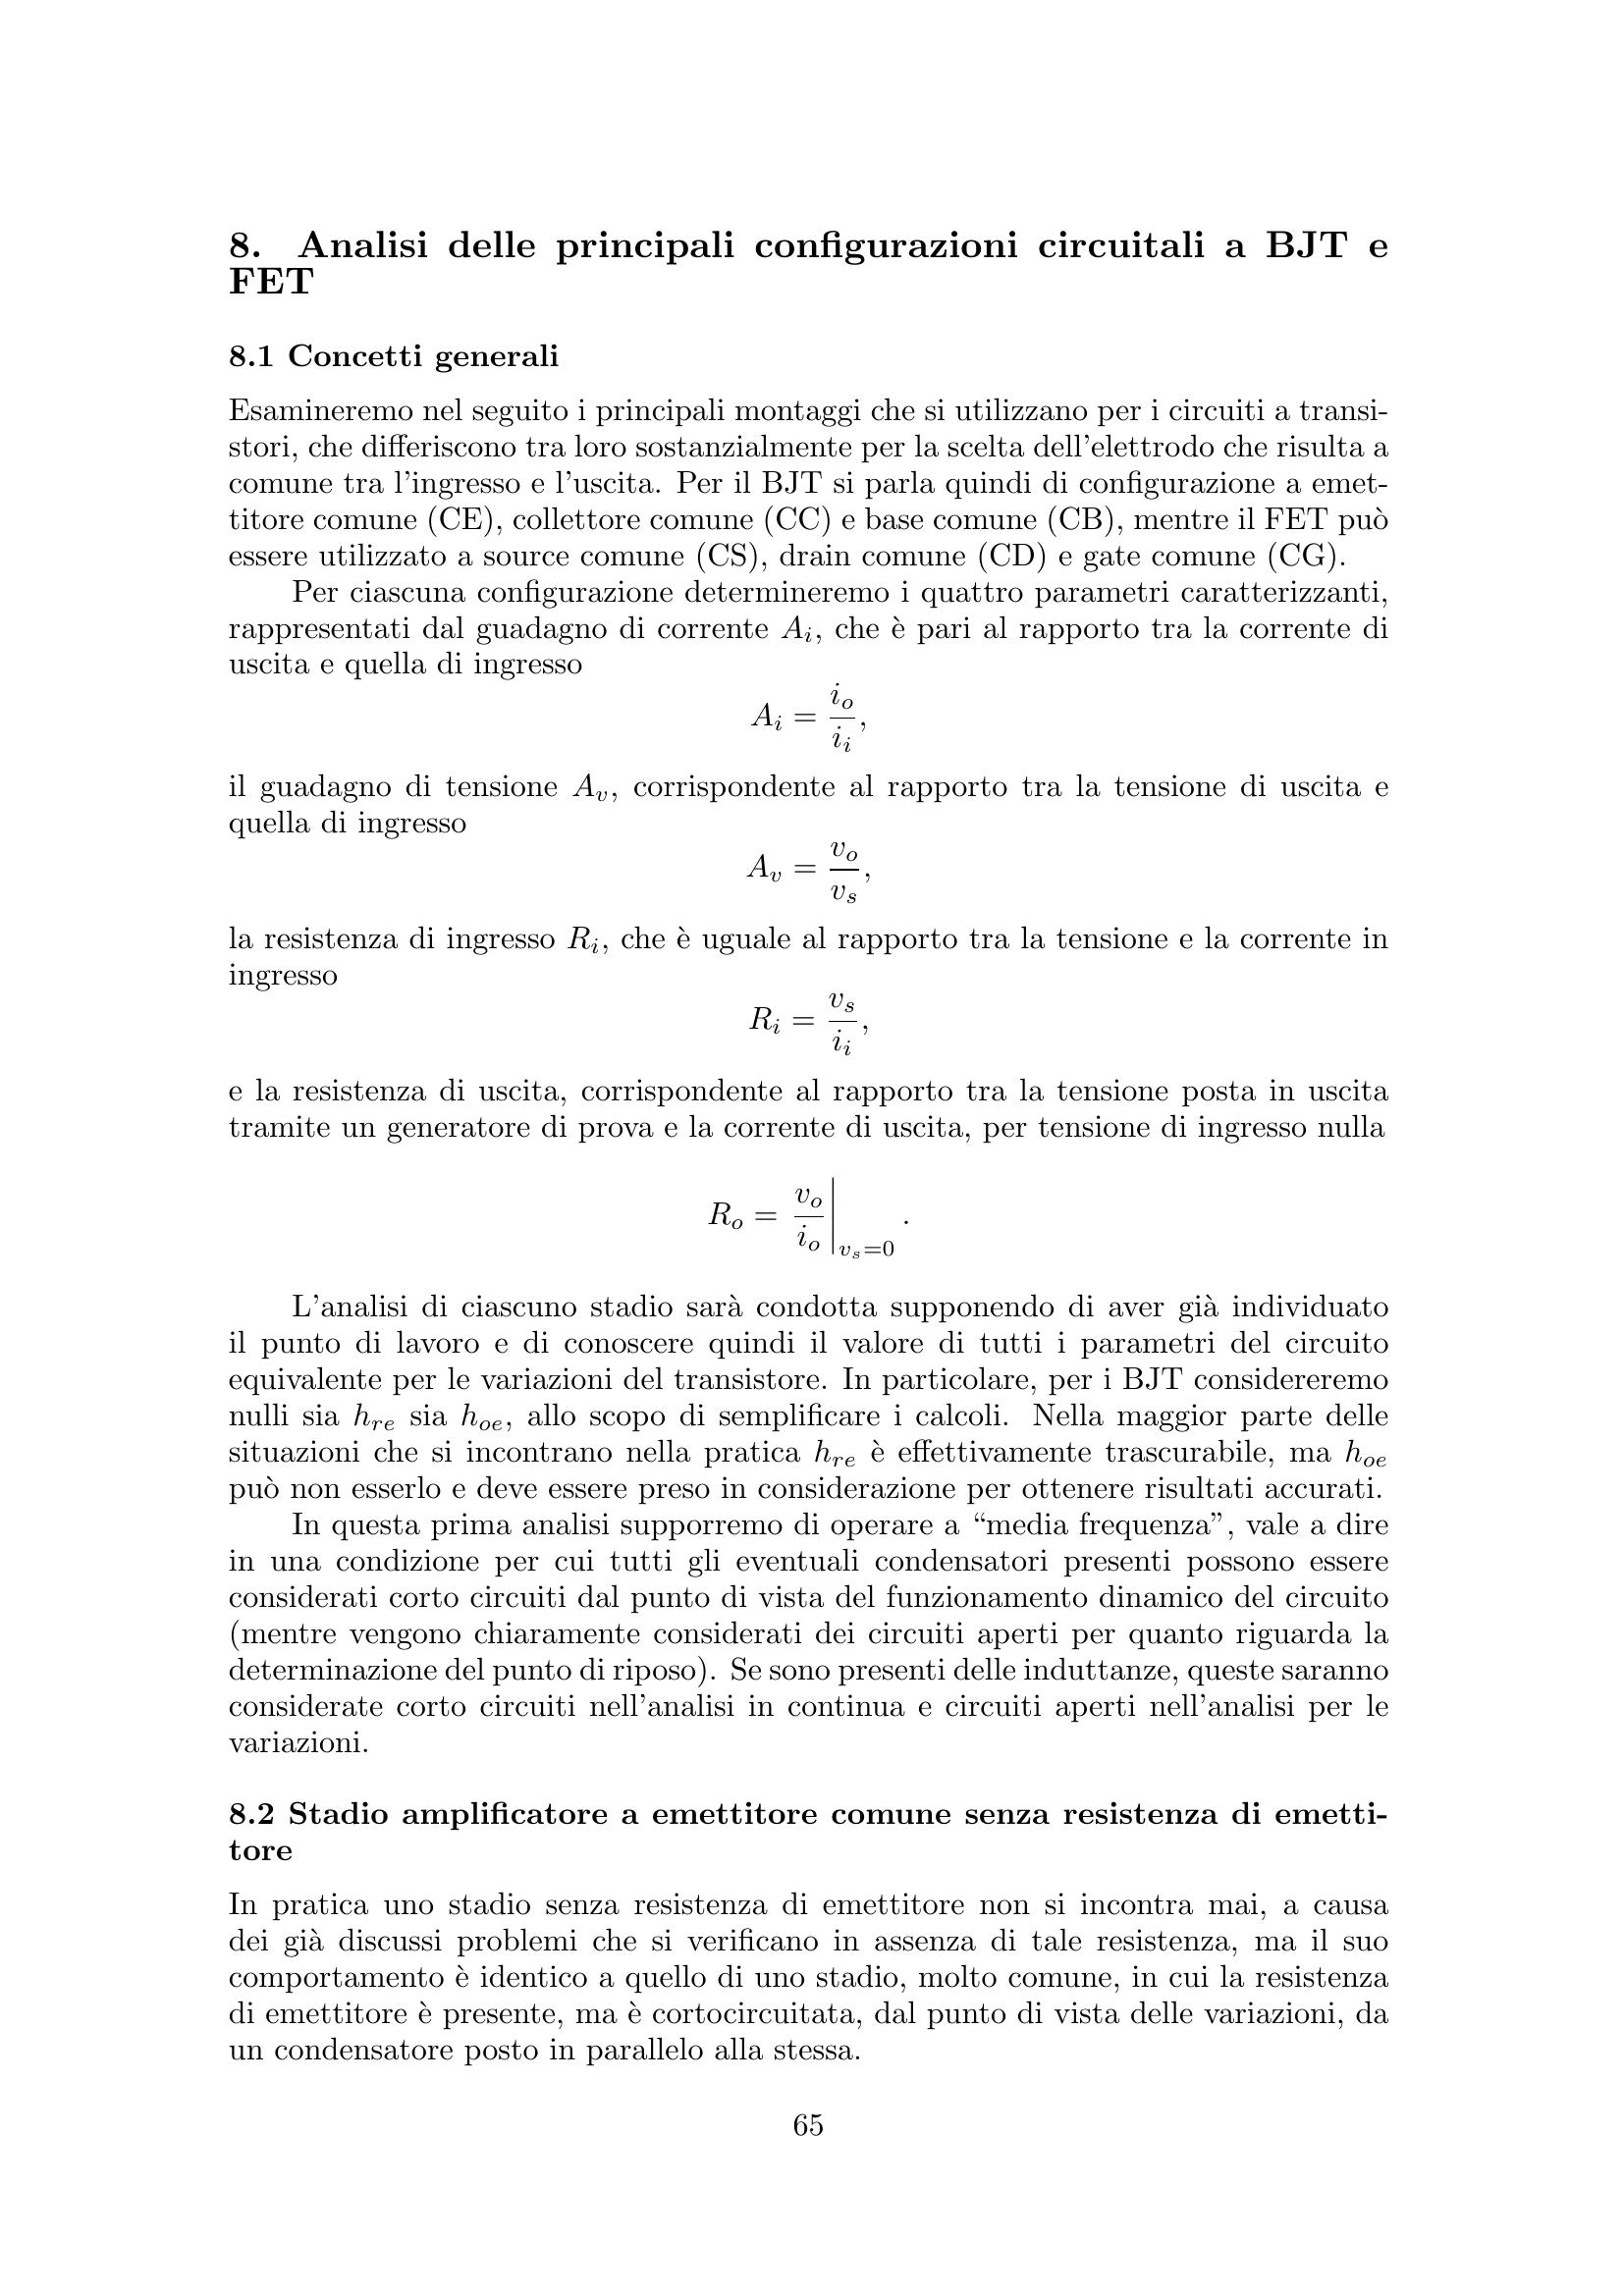 8. Analisi delle principali configurazioni circuitali a BJT e
FET
8.1 Concetti generali
Esamineremo nel seguito i principali montaggi che si utilizzano per i circuiti a transi-
stori, che differiscono tra loro sostanzialmente per la scelta dell'elettrodo che risulta a
comune tra l'ingresso e l'uscita. Per il BJT si parla quindi di configurazione a emet-
titore comune (CE), collettore comune (CC) e base comune (CB), mentre il FET può
essere utilizzato a source comune (CS), drain comune (CD) e gate comune (CG).
Per ciascuna configurazione determineremo i quattro parametri caratterizzanti,
rappresentati dal guadagno di corrente $A_i$, che è pari al rapporto tra la corrente di
uscita e quella di ingresso
$A_i = \frac{i_o}{i_i},$
il guadagno di tensione $A_v$, corrispondente al rapporto tra la tensione di uscita e
quella di ingresso
$A_v = \frac{v_o}{v_s},$
la resistenza di ingresso $R_i$, che è uguale al rapporto tra la tensione e la corrente in
ingresso
$R_i = \frac{v_s}{i_i},$
e la resistenza di uscita, corrispondente al rapporto tra la tensione posta in uscita
tramite un generatore di prova e la corrente di uscita, per tensione di ingresso nulla
$R_o = \left. \frac{v_o}{i_o} \right|_{v_s=0}.$
L'analisi di ciascuno stadio sarà condotta supponendo di aver già individuato
il punto di lavoro e di conoscere quindi il valore di tutti i parametri del circuito
equivalente per le variazioni del transistore. In particolare, per i BJT considereremo
nulli sia $h_{re}$ sia $h_{oe}$, allo scopo di semplificare i calcoli. Nella maggior parte delle
situazioni che si incontrano nella pratica $h_{re}$ è effettivamente trascurabile, ma $h_{oe}$
può non esserlo e deve essere preso in considerazione per ottenere risultati accurati.
In questa prima analisi supporremo di operare a “media frequenza”, vale a dire
in una condizione per cui tutti gli eventuali condensatori presenti possono essere
considerati corto circuiti dal punto di vista del funzionamento dinamico del circuito
(mentre vengono chiaramente considerati dei circuiti aperti per quanto riguarda la
determinazione del punto di riposo). Se sono presenti delle induttanze, queste saranno
considerate corto circuiti nell'analisi in continua e circuiti aperti nell'analisi per le
variazioni.
8.2 Stadio amplificatore a emettitore comune senza resistenza di emetti-
tore
In pratica uno stadio senza resistenza di emettitore non si incontra mai, a causa
dei già discussi problemi che si verificano in assenza di tale resistenza, ma il suo
comportamento è identico a quello di uno stadio, molto comune, in cui la resistenza
di emettitore è presente, ma è cortocircuitata, dal punto di vista delle variazioni, da
un condensatore posto in parallelo alla stessa.
65